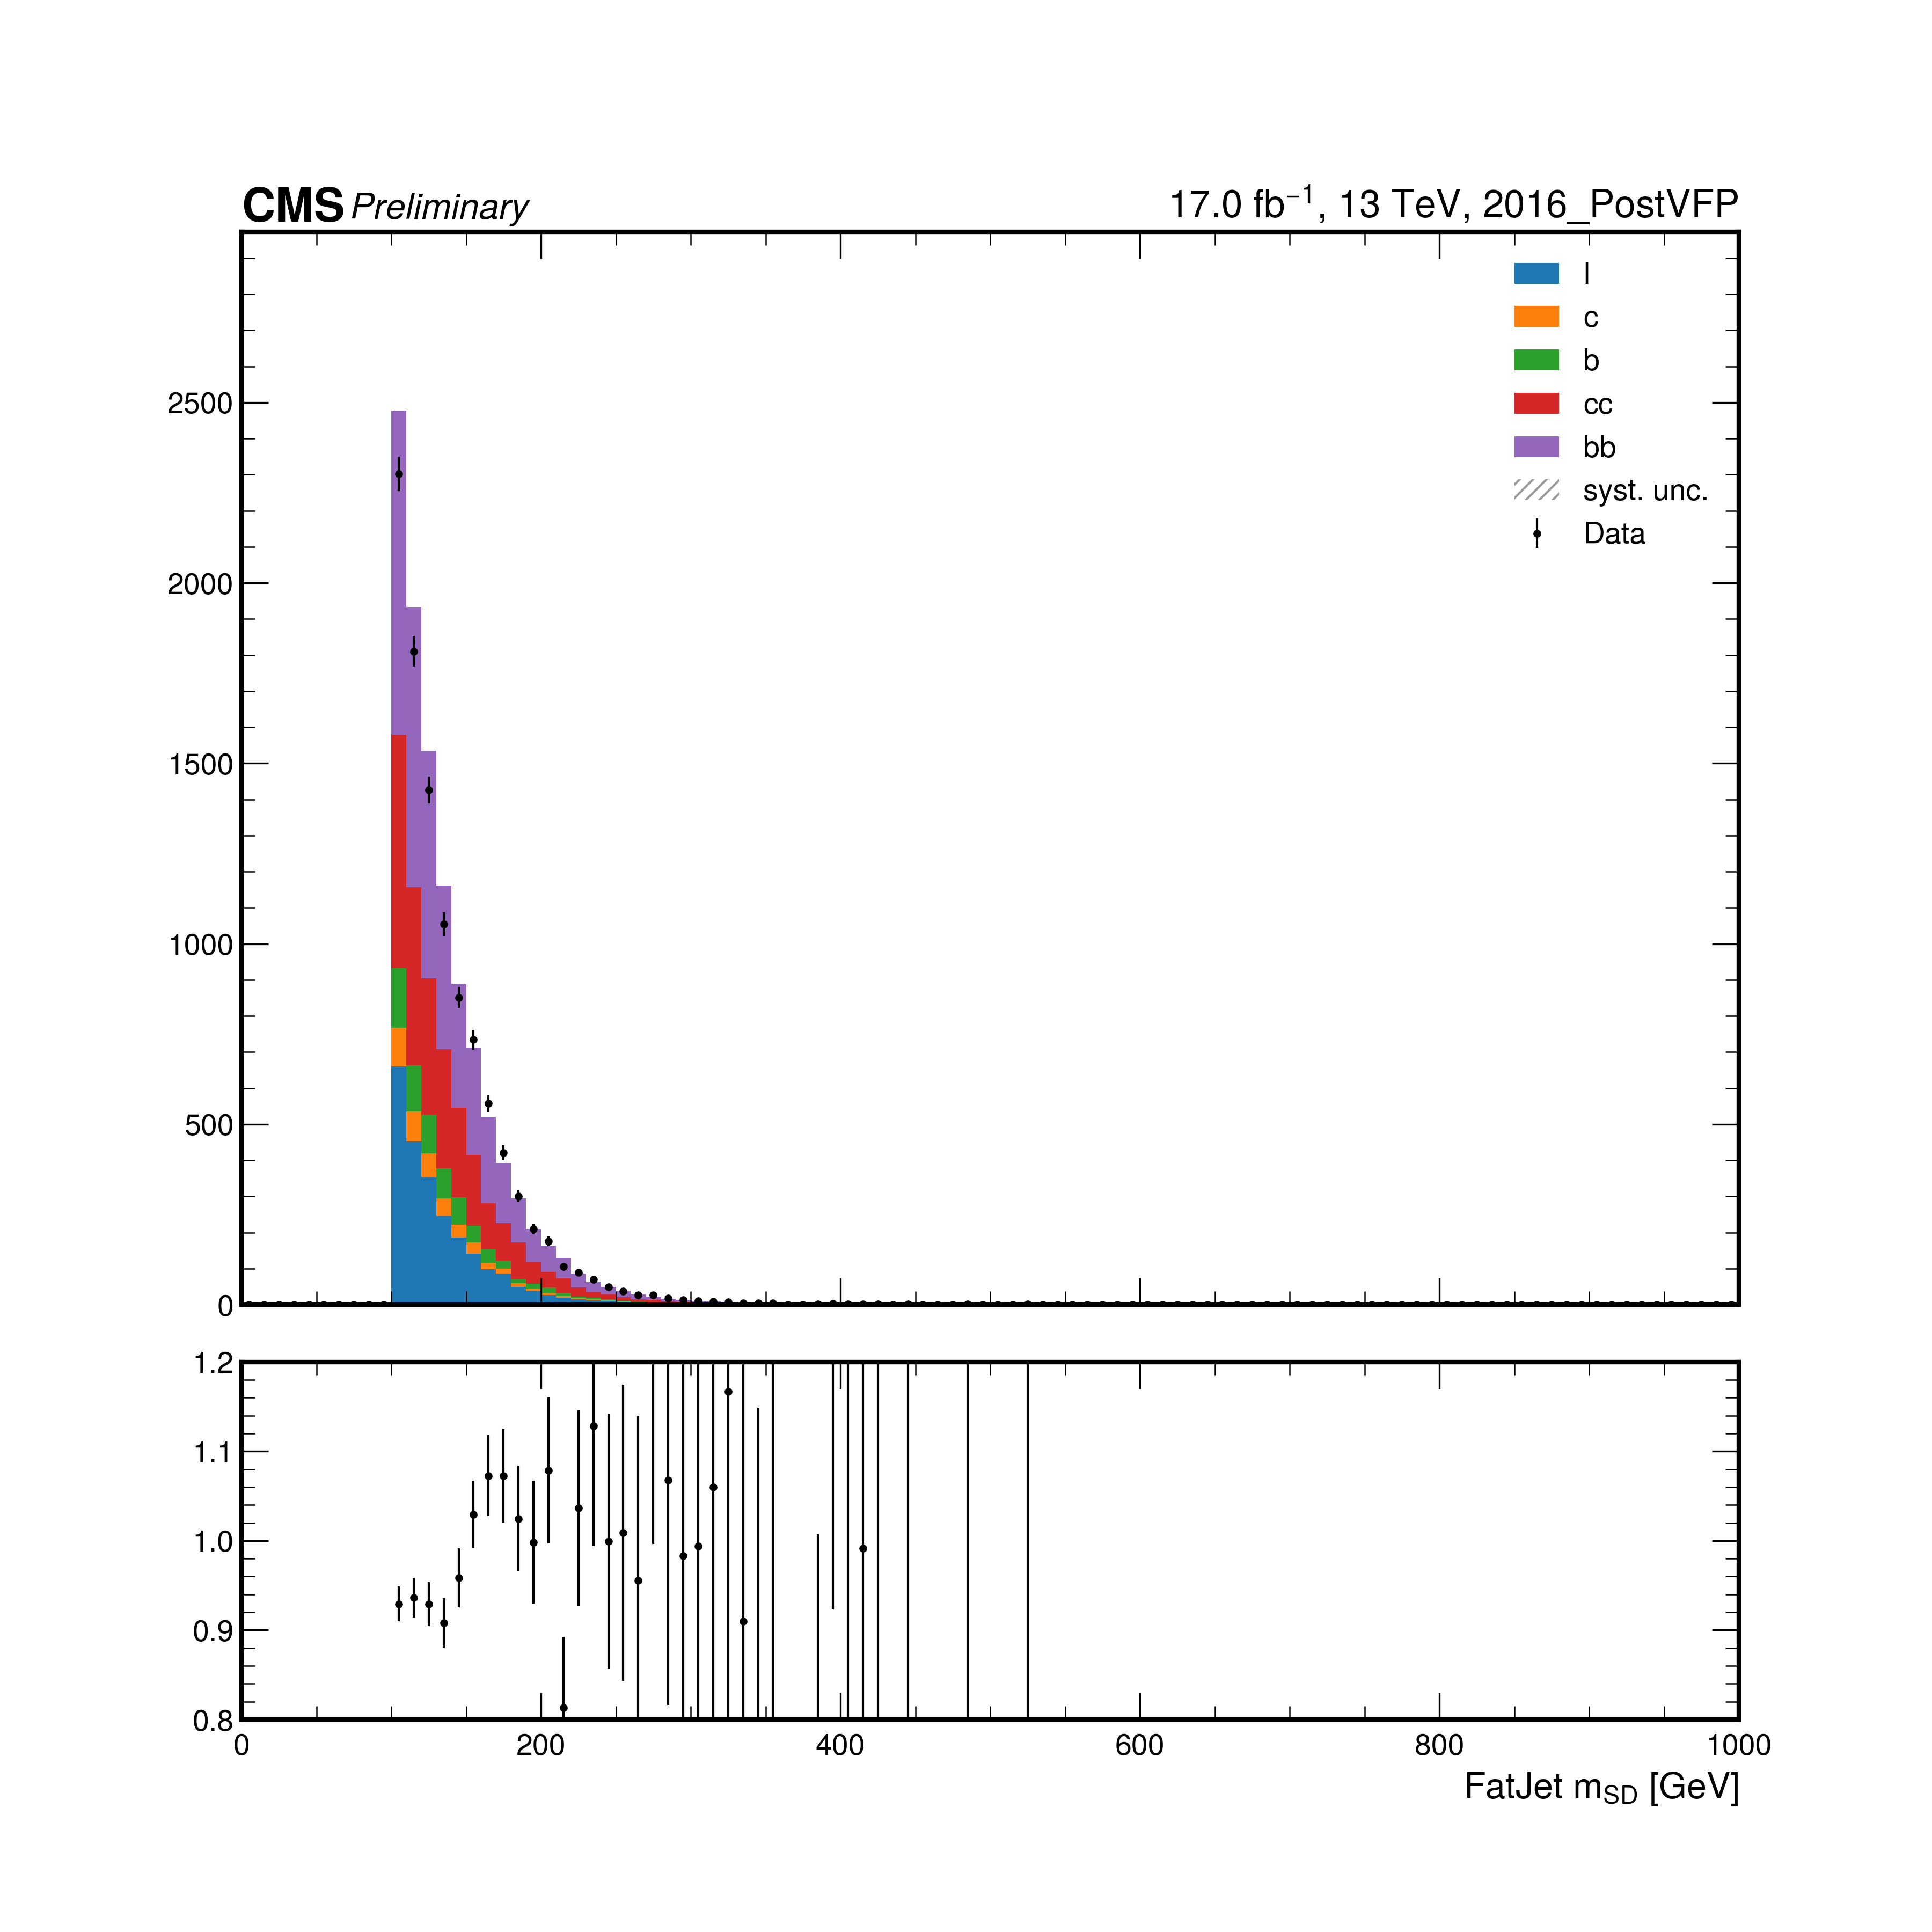 CMS Preliminary 17.0 fb⁻¹, 13 TeV, 2016_PostVFP
l
c
b
cc
bb
syst. unc.
Data
2500
2000
1500
1000
500
0
1.2
1.1
1.0
0.9
0.8
0 200 400 600 800 1000
FatJet m_SD [GeV]